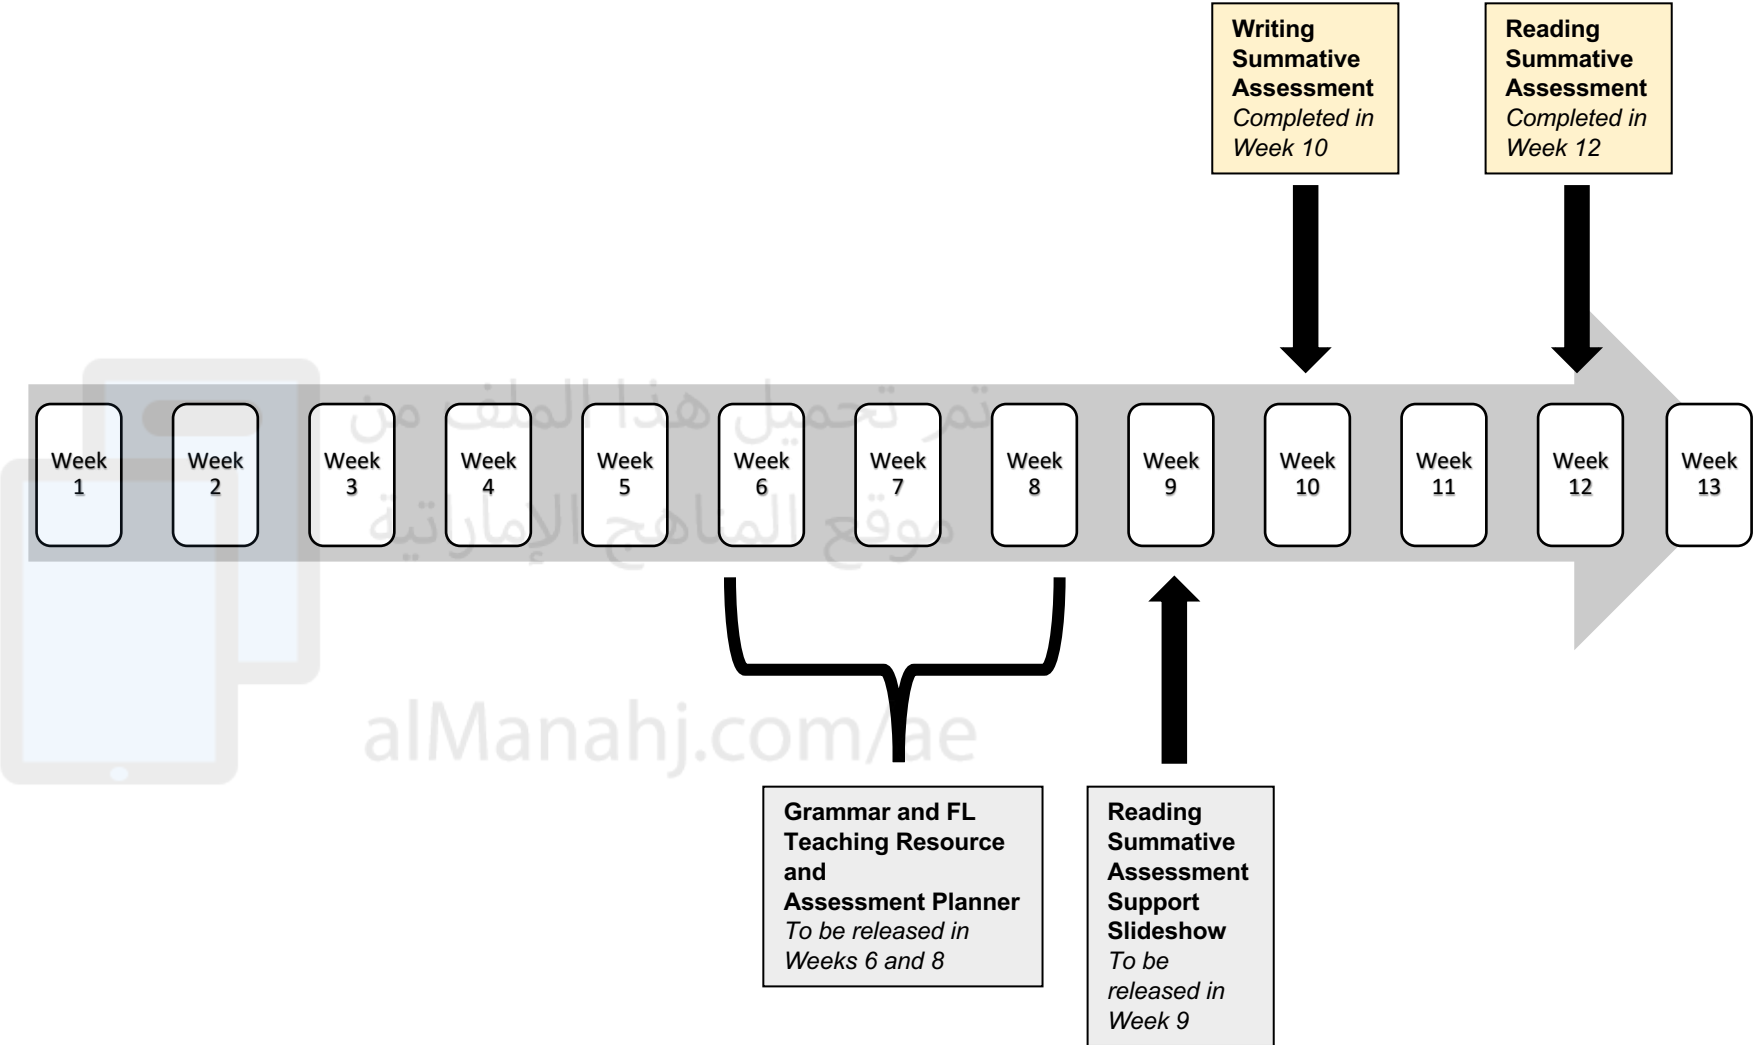 Writing
Summative
Assessment
Completed in
Week 10
Reading
Summative
Assessment
Completed in
Week 12
تم تحميل هذا الملف من
موقع المناهج الإماراتية
Week
1
Week
2
Week
3
Week
4
Week
5
Week
6
Week
7
Week
8
Week
9
Week
10
Week
11
Week
12
Week
13
alManahj.com/ae
Grammar and FL
Teaching Resource
and
Assessment Planner
To be released in
Weeks 6 and 8
Reading
Summative
Assessment
Support
Slideshow
To be
released in
Week 9